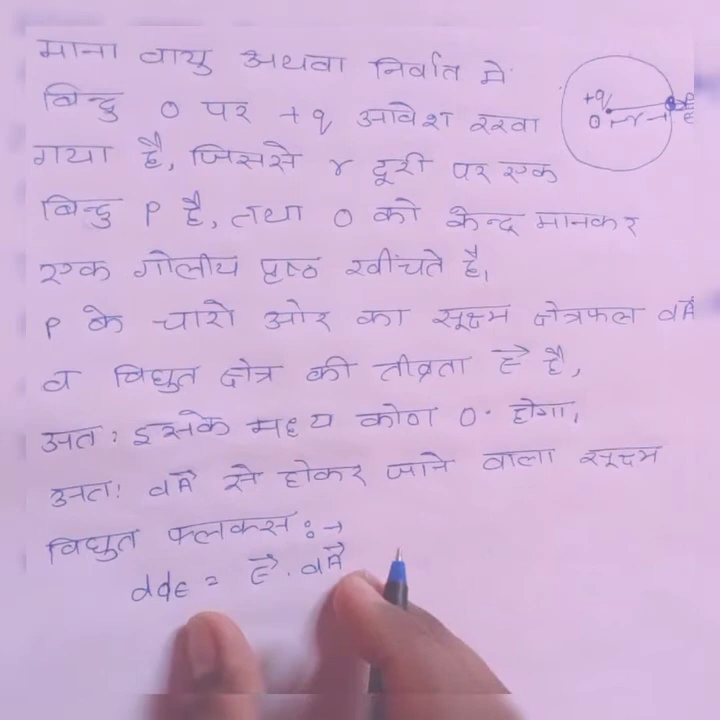 माना वायु अथवा निर्वात मे
बिन्दु O पर +q आवेश रखा
गया है, जिससे r दूरी पर एक
बिन्दु P है, तथा O को केन्द्र मानकर
एक गोलीय पृष्ठ खींचते है,
P के चारो ओर का सूक्ष्म क्षेत्रफल dA⃗
व विद्युत क्षेत्र की तीव्रता E⃗ है,
अतः इसके मध्य कोण 0° होगा,
अतः dA⃗ से होकर जाने वाला सूक्ष्म
विद्युत फ्लक्स :→
dϕE = E⃗ . dA⃗
+q
O r
P
E